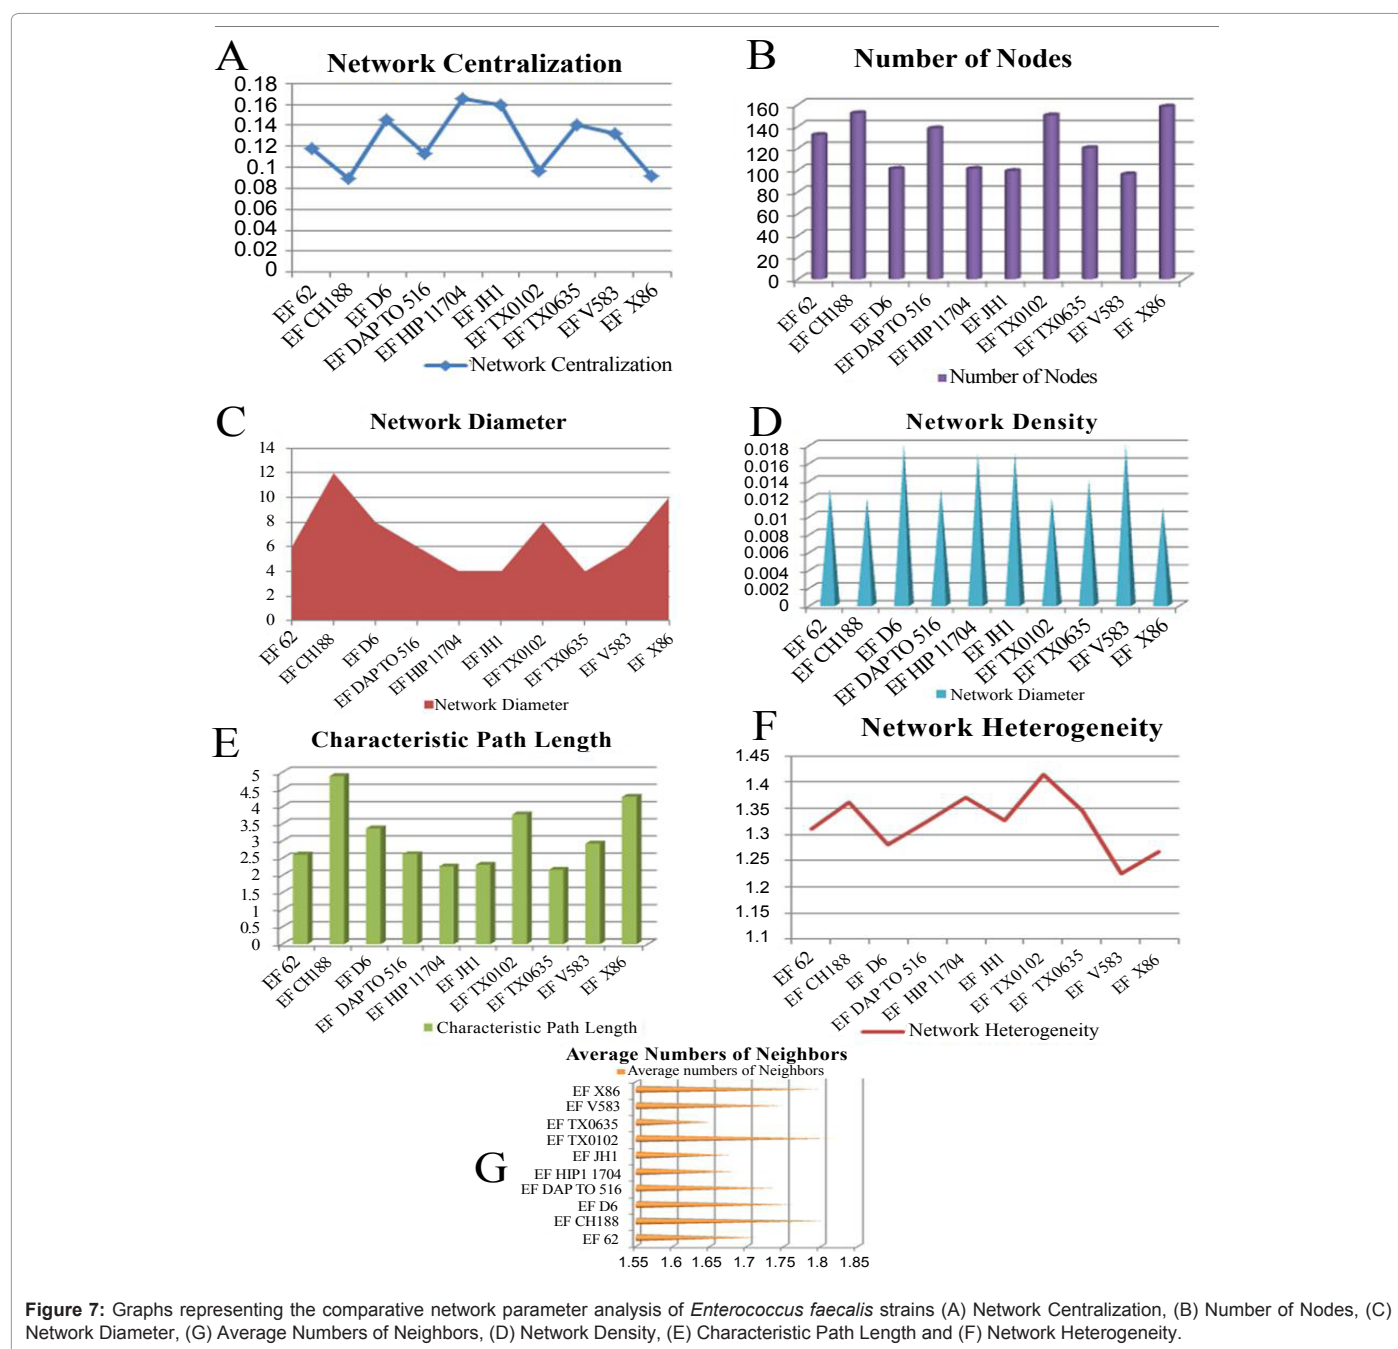 A
Network Centralization
0.18
0.16
0.14
0.12
0.1
0.08
0.06
0.04
0.02
0
EF 62
EF CH188
EF D6
EF DAP TO 516
EF HIP 11704
EF JH1
EF TX0102
EF TX0635
EF V583
EF X86
Network Centralization
B
Number of Nodes
160
140
120
100
80
60
40
20
0
EF 62
EF CH188
EF D6
EF DAP TO 516
EF HIP 11704
EF JH1
EF TX0102
EF TX0635
EF V583
EF X86
Number of Nodes
C
Network Diameter
14
12
10
8
6
4
2
0
EF 62
EF CH188
EF D6
EF DAP TO 516
EF HIP 11704
EF JH1
EF TX0102
EF TX0635
EF V583
EF X86
Network Diameter
D
Network Density
0.018
0.016
0.014
0.012
0.01
0.008
0.006
0.004
0.002
0
EF 62
EF CH188
EF D6
EF DAP TO 516
EF HIP 11704
EF JH1
EF TX0102
EF TX0635
EF V583
EF X86
Network Diameter
E
Characteristic Path Length
5
4.5
4
3.5
3
2.5
2
1.5
1
0.5
0
EF 62
EF CH188
EF D6
EF DAP TO 516
EF HIP 11704
EF JH1
EF TX0102
EF TX0635
EF V583
EF X86
Characteristic Path Length
F
Network Heterogeneity
1.45
1.4
1.35
1.3
1.25
1.2
1.15
1.1
EF 62
EF CH188
EF D6
EF DAP TO 516
EF HIP 11704
EF JH1
EF TX0102
EF TX0635
EF V583
EF X86
Network Heterogeneity
Average Numbers of Neighbors
Average numbers of Neighbors
G
EF X86
EF V583
EF TX0635
EF TX0102
EF JH1
EF HIP1 1704
EF DAP TO 516
EF D6
EF CH188
EF 62
1.55 1.6 1.65 1.7 1.75 1.8 1.85
Figure 7: Graphs representing the comparative network parameter analysis of Enterococcus faecalis strains (A) Network Centralization, (B) Number of Nodes, (C)
Network Diameter, (G) Average Numbers of Neighbors, (D) Network Density, (E) Characteristic Path Length and (F) Network Heterogeneity.